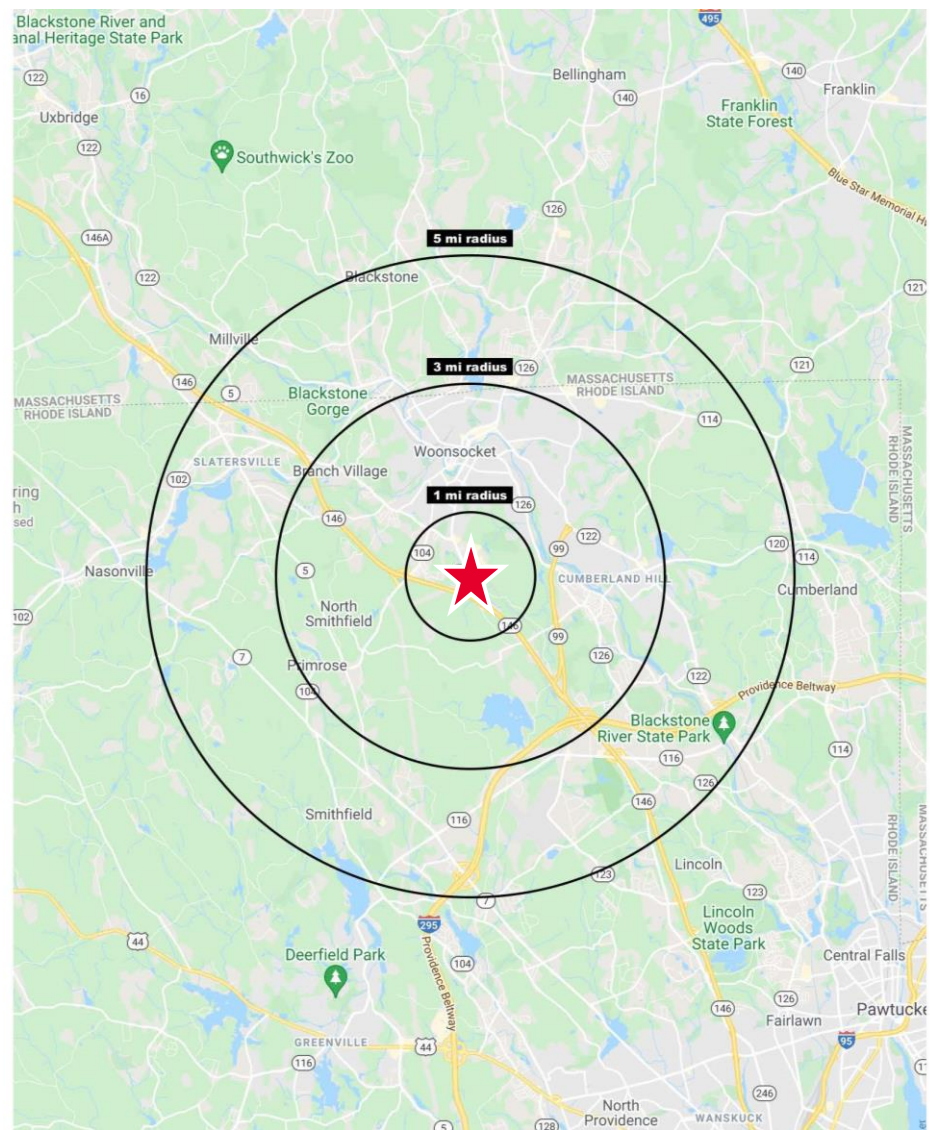 Blackstone River and
anal Heritage State Park
495
122
16
Uxbridge
122
Bellingham
140
140
Franklin
Franklin
State Forest
Southwick's Zoo
Blue Star Memorial H
126
146A
5 mi radius
122
Blackstone
121
Millville
3 mi radius
126
121
146
5
MASSACHUSETTS
RHODE ISLAND
MASSACHUSETTS
RHODE ISLAND
Blackstone
Gorge
114
MASSACHUSETTS
RHODE ISLAND
Woonsocket
SLATERSVILLE
Branch Village
102
ring
h
sed
1 mi radius
126
146
104
99
122
120
114
Nasonville
5
CUMBERLAND HILL
Cumberland
102
North
Smithfield
146
99
7
Primrose
126
104
122
Providence Beltway
Blackstone
River State Park
114
116
126
146
Smithfield
116
MASSACHUSETTS
RHODE ISLAND
Lincoln
123
123
7
295
Lincoln
Woods
State Park
44
Deerfield Park
Providence Beltway
104
Central Falls
126
146
Fairlawn
Pawtucke
95
GREENVILLE
44
116
246
North
Providence
WANSKUCK
5
128